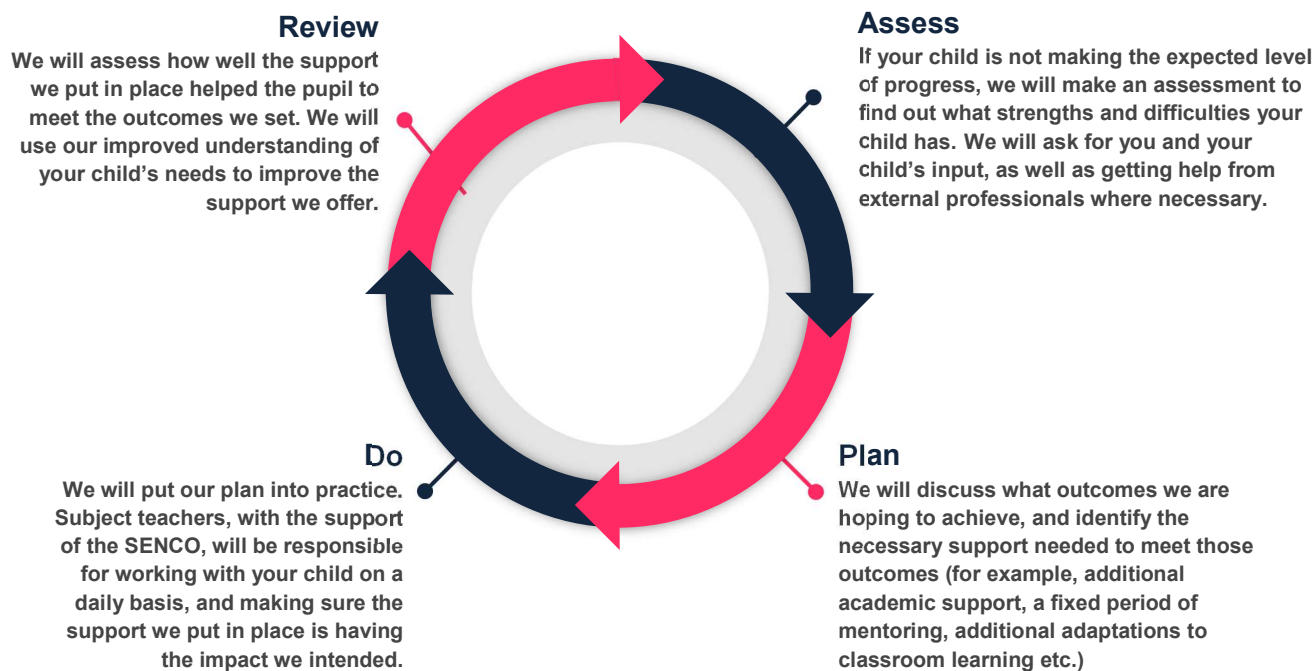 Review
We will assess how well the support
we put in place helped the pupil to
meet the outcomes we set. We will
use our improved understanding of
your child’s needs to improve the
support we offer.
Assess
If your child is not making the expected level
of progress, we will make an assessment to
find out what strengths and difficulties your
child has. We will ask for you and your
child’s input, as well as getting help from
external professionals where necessary.
Do
We will put our plan into practice.
Subject teachers, with the support
of the SENCO, will be responsible
for working with your child on a
daily basis, and making sure the
support we put in place is having
the impact we intended.
Plan
We will discuss what outcomes we are
hoping to achieve, and identify the
necessary support needed to meet those
outcomes (for example, additional
academic support, a fixed period of
mentoring, additional adaptations to
classroom learning etc.)